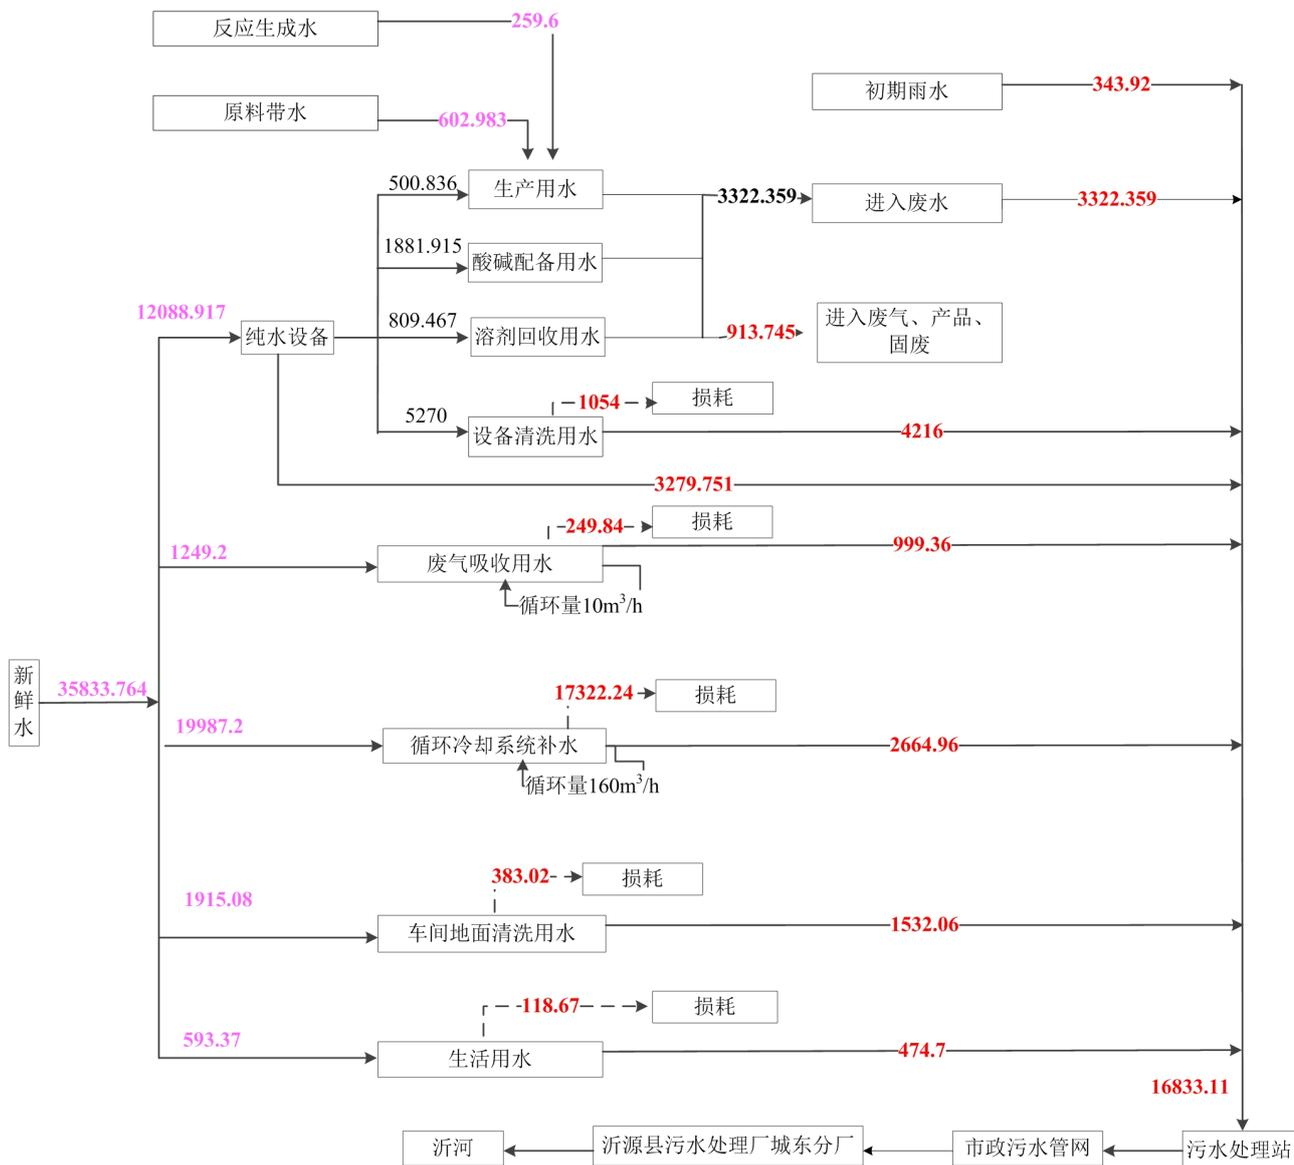 反应生成水
259.6
初期雨水
343.92
原料带水
602.983
500.836
生产用水
3322.359
进入废水
3322.359
1881.915
酸碱配备用水
12088.917
纯水设备
809.467
溶剂回收用水
913.745
进入废气、产品、
固废
5270
设备清洗用水
1054
损耗
4216
3279.751
249.84
损耗
1249.2
废气吸收用水
999.36
循环量10m³/h
新
鲜
水
35833.764
17322.24
损耗
19987.2
循环冷却系统补水
2664.96
循环量160m³/h
383.02
损耗
1915.08
车间地面清洗用水
1532.06
118.67
损耗
593.37
生活用水
474.7
16833.11
沂河
沂源县污水处理厂城东分厂
市政污水管网
污水处理站